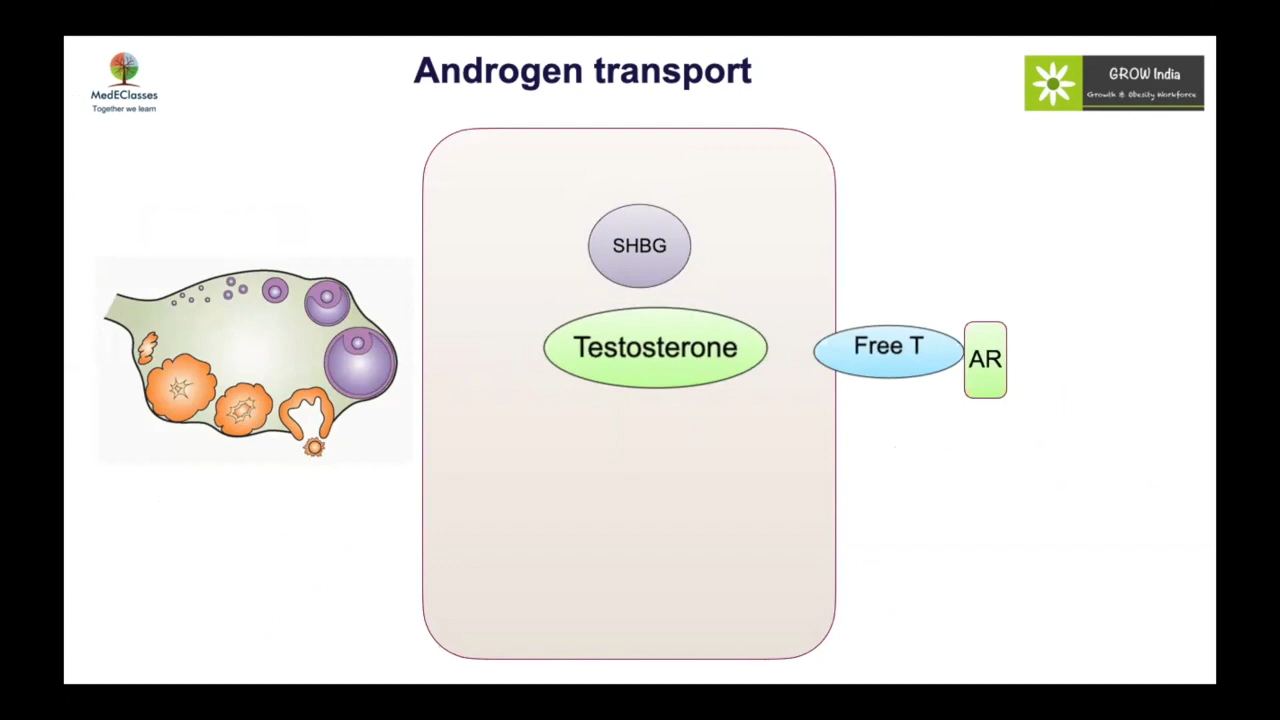 Androgen transport
MedEClasses
Together we learn
GROW India
Growth & Obesity Workforce
SHBG
Testosterone
Free T
AR